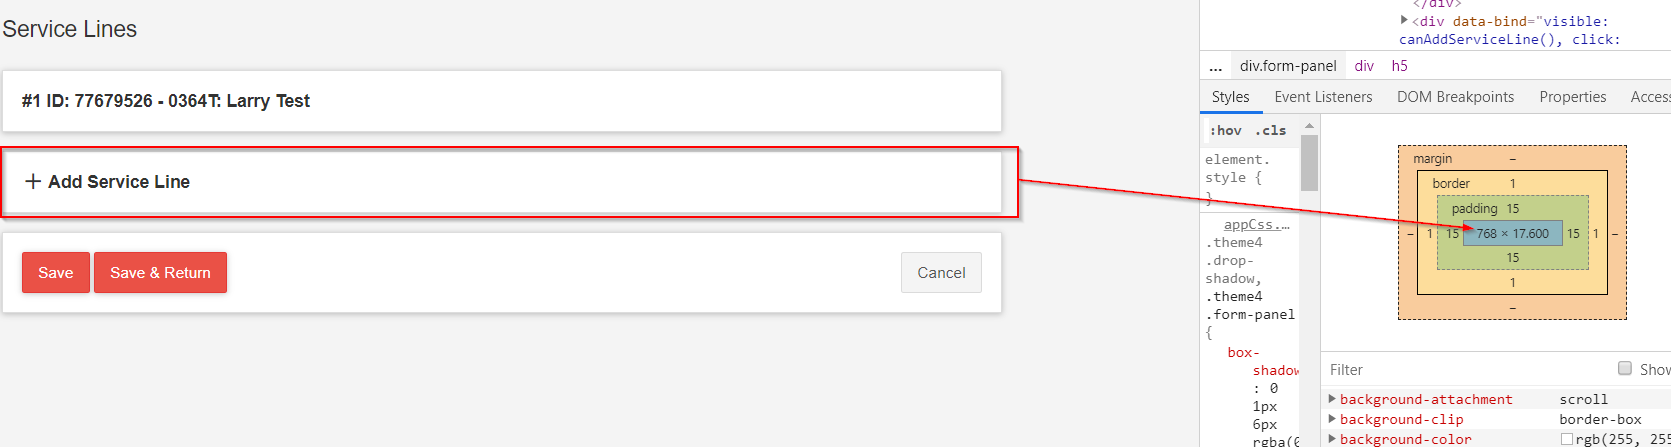 Service Lines
#1 ID: 77679526 - 0364T: Larry Test
+ Add Service Line
Save
Save & Return
Cancel
</div>
<div data-bind="visible:
canAddServiceLine(), click:
... div.form-panel div h5
Styles Event Listeners DOM Breakpoints Properties Access
:hov .cls
element.
style {
}
appCss.…
.theme4
.drop-
shadow,
.theme4
.form-panel
{
box-
shadow
: 0
1px
6px
rgba(0
margin –
border 1
padding 15
– 1 15 768 × 17.600 15 1 –
15
1
–
Filter Show
background-attachment scroll
background-clip border-box
background-color rgb(255, 255